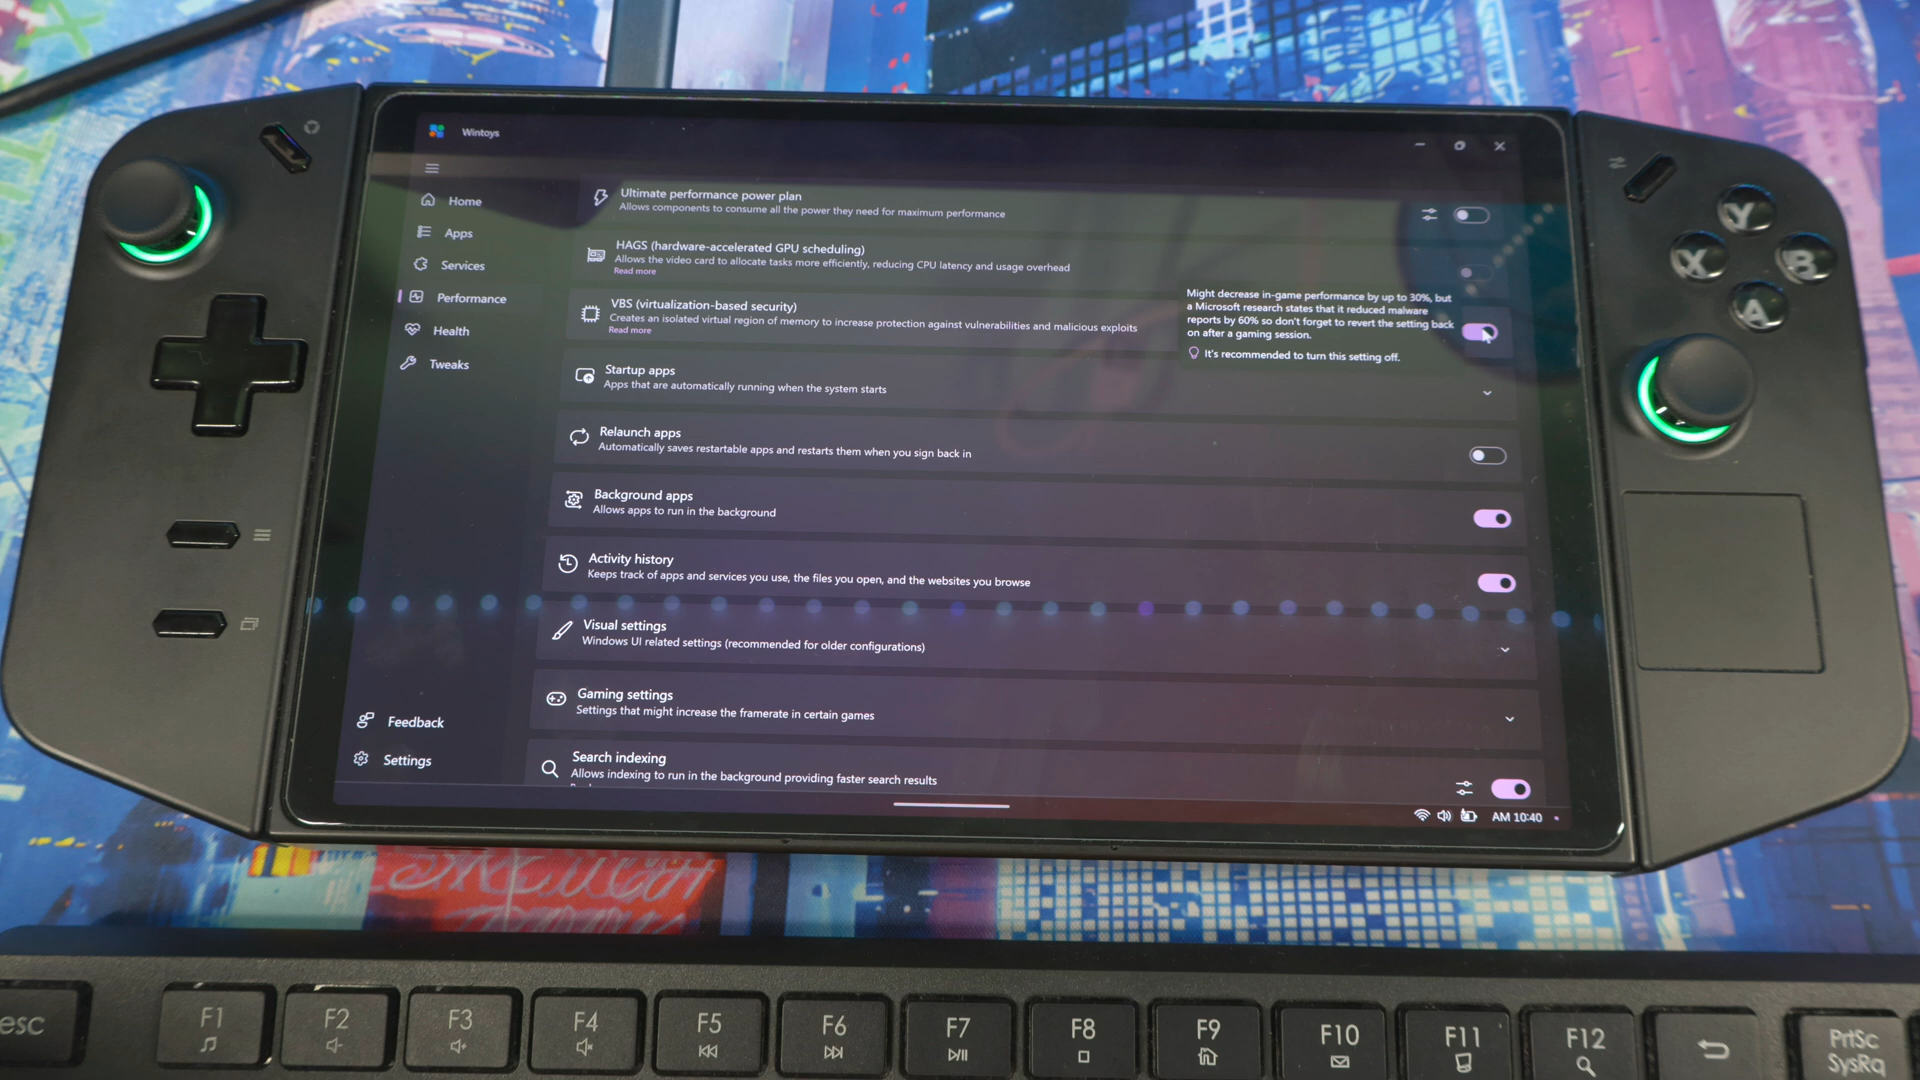 Wintoys
Home
Apps
Services
Performance
Health
Tweaks
Feedback
Settings
Ultimate performance power plan
Allows components to consume all the power they need for maximum performance
HAGS (hardware-accelerated GPU scheduling)
Allows the video card to allocate tasks more efficiently, reducing CPU latency and usage overhead
Read more
VBS (virtualization-based security)
Creates an isolated virtual region of memory to increase protection against vulnerabilities and malicious exploits
Read more
Might decrease in-game performance by up to 30%, but
a Microsoft research states that it reduced malware
reports by 60% so don't forget to revert the setting back
on after a gaming session.
It's recommended to turn this setting off.
Startup apps
Apps that are automatically running when the system starts
Relaunch apps
Automatically saves restartable apps and restarts them when you sign back in
Background apps
Allows apps to run in the background
Activity history
Keeps track of apps and services you use, the files you open, and the websites you browse
Visual settings
Windows UI related settings (recommended for older configurations)
Gaming settings
Settings that might increase the framerate in certain games
Search indexing
Allows indexing to run in the background providing faster search results
AM 10:40
Y
X
B
A
esc
F1
F2
F3
F4
F5
F6
F7
F8
F9
F10
F11
F12
PrtSc
SysRq